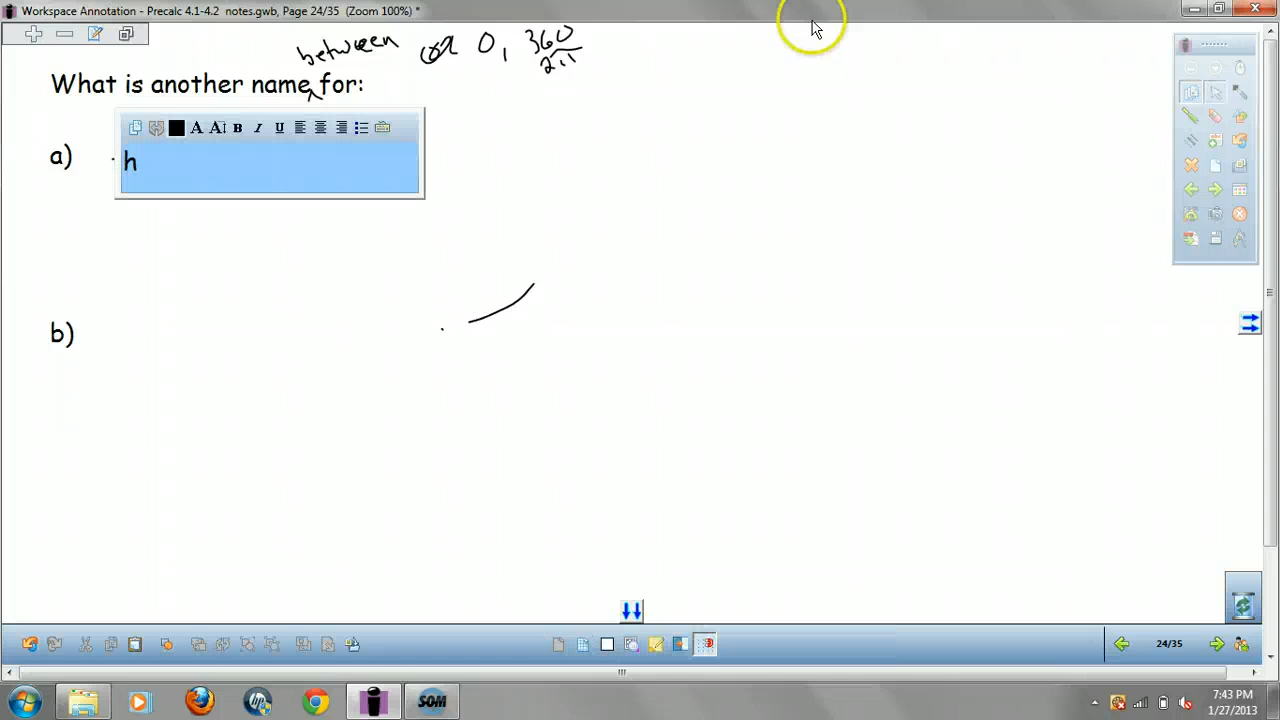 Workspace Annotation - Precalc 4.1-4.2 notes.gwb, Page 24/35 (Zoom 100%) *
between 0, 360
What is another name for:
A A B I U
a) h
b)
24/35
SOM
7:43 PM
1/27/2013